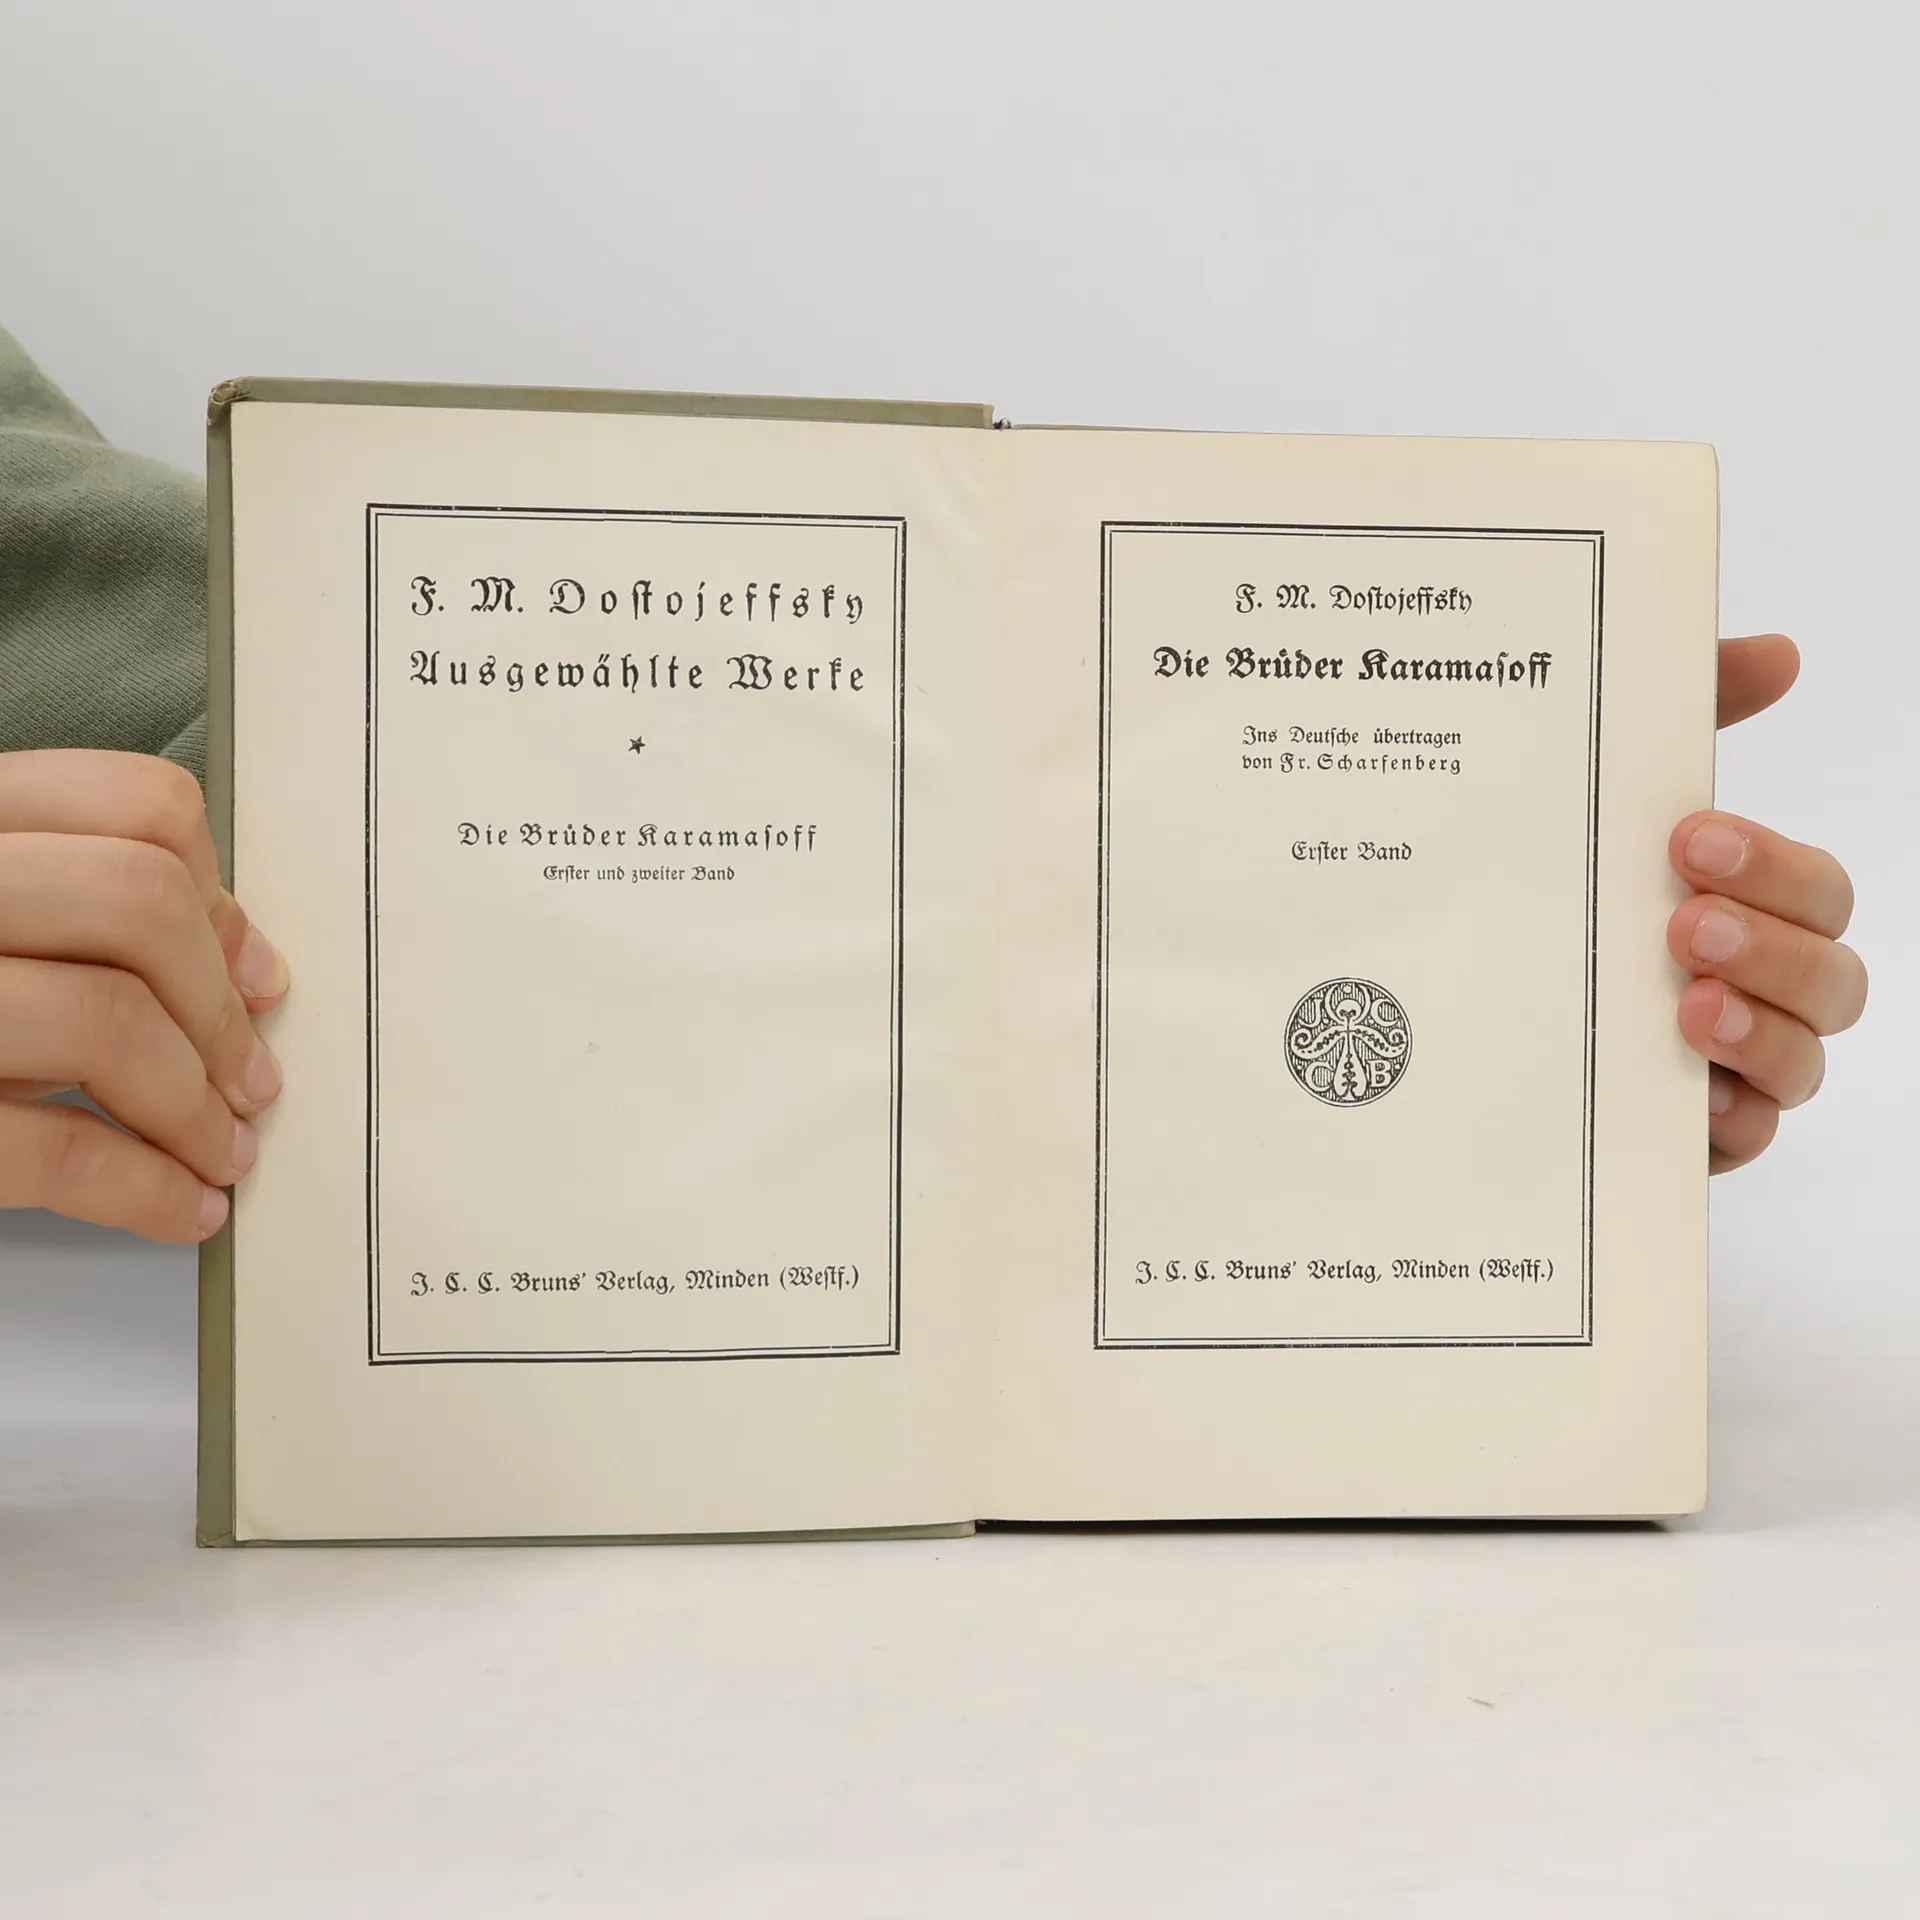 F. M. Doſtojeffsky
Ausgewählte Werke
Die Brüder Karamaſoff
Erſter und zweiter Band
J. C. C. Bruns' Verlag, Minden (Weſtf.)
F. M. Doſtojeffsky
Die Brüder Karamaſoff
Ins Deutſche übertragen
von Fr. Scharfenberg
Erſter Band
J C
C B
J. C. C. Bruns' Verlag, Minden (Weſtf.)